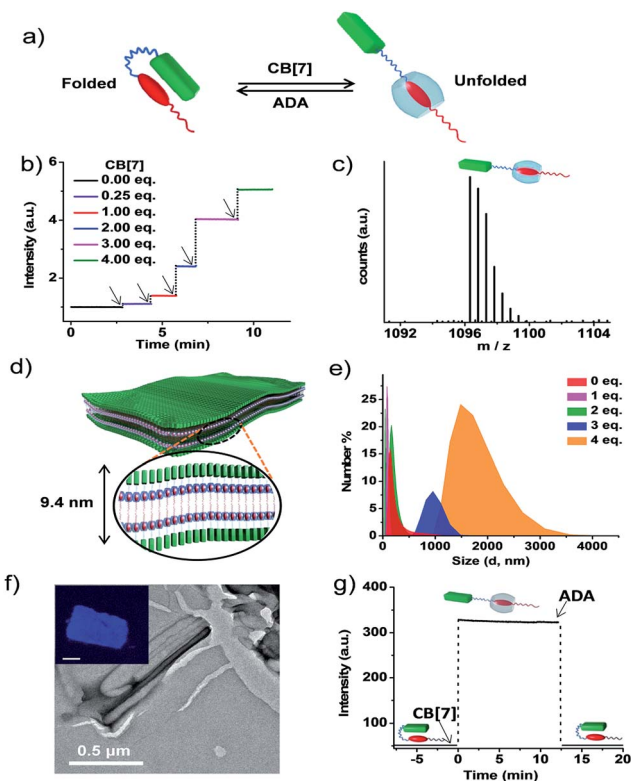 a)
Folded
CB[7]
ADA
Unfolded
b)
CB[7]
0.00 eq.
0.25 eq.
1.00 eq.
2.00 eq.
3.00 eq.
4.00 eq.
Intensity (a.u.)
5
3
1
0 5 10
Time (min)
c)
counts (a.u.)
1092 1096 1100 1104
m / z
d)
9.4 nm
e)
0 eq.
1 eq.
2 eq.
3 eq.
4 eq.
Number %
25
20
15
10
5
0
0 1000 2000 3000 4000
Size (d, nm)
f)
0.5 µm
g)
Intensity (a.u.)
400
300
200
100
ADA
CB[7]
-5 0 5 10 15 20
Time (min)